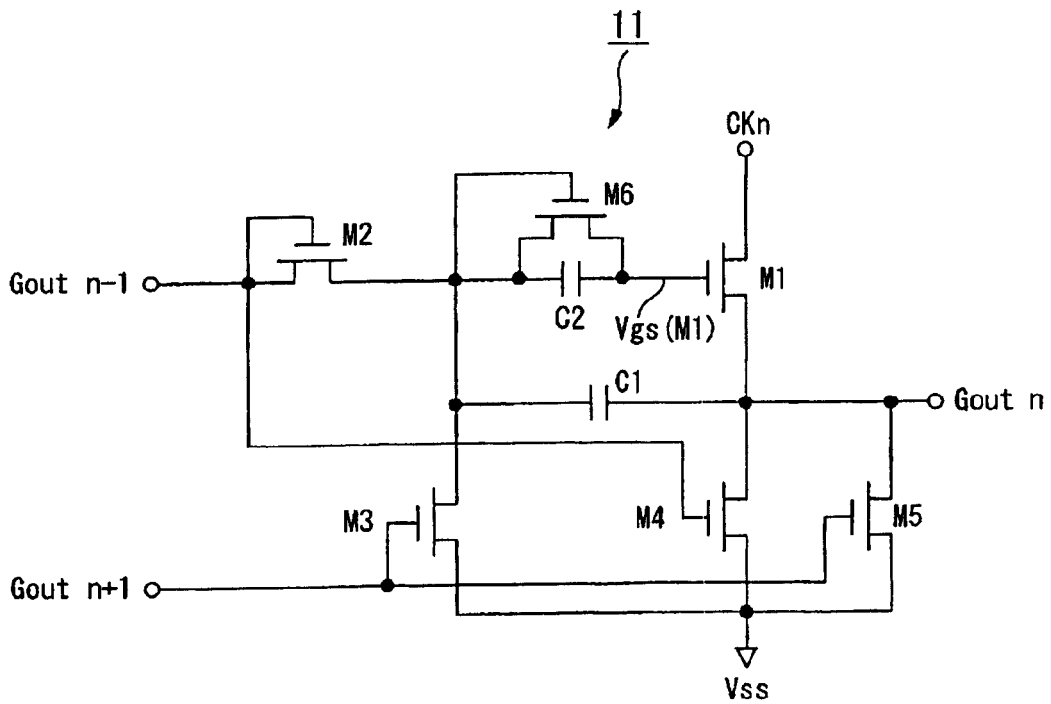 11
CKn
M6
M2
Gout n-1
M1
C2
Vgs(M1)
C1
Gout n
M3
M4
M5
Gout n+1
Vss